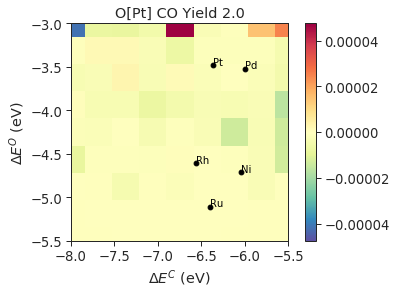 O[Pt] CO Yield 2.0
−3.0
−3.5
−4.0
−4.5
−5.0
−5.5
ΔE^O (eV)
Pt
Pd
Rh
Ni
Ru
−8.0 −7.5 −7.0 −6.5 −6.0 −5.5
ΔE^C (eV)
0.00004
0.00002
0.00000
−0.00002
−0.00004